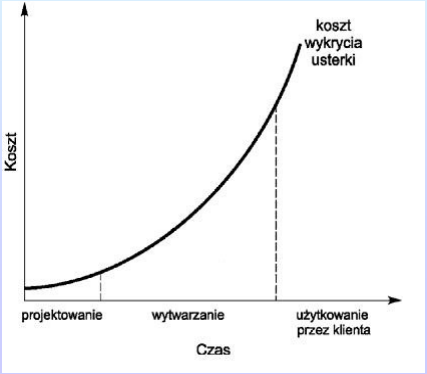 koszt
wykrycia
usterki
Koszt
projektowanie
wytwarzanie
użytkowanie
przez klienta
Czas